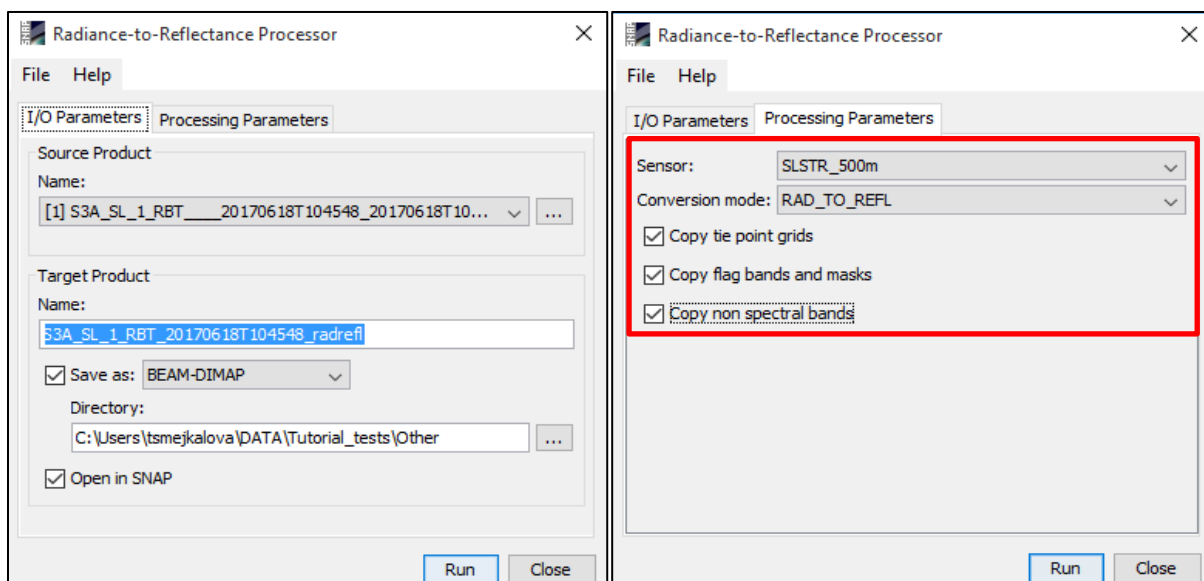 Radiance-to-Reflectance Processor
File Help
I/O Parameters Processing Parameters
Source Product
Name:
[1] S3A_SL_1_RBT____20170618T104548_20170618T10... ...
Target Product
Name:
S3A_SL_1_RBT_20170618T104548_radrefl
Save as: BEAM-DIMAP
Directory:
C:\Users\tsmejkalova\DATA\Tutorial_tests\Other ...
Open in SNAP
Run Close
Radiance-to-Reflectance Processor
File Help
I/O Parameters Processing Parameters
Sensor: SLSTR_500m
Conversion mode: RAD_TO_REFL
Copy tie point grids
Copy flag bands and masks
Copy non spectral bands
Run Close